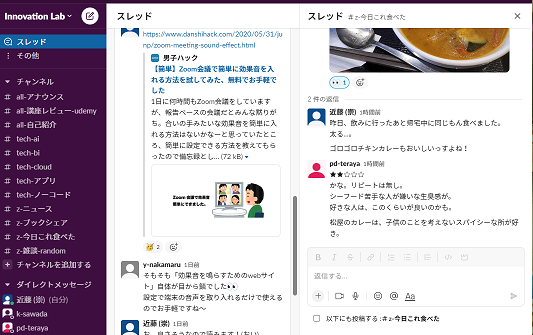 Innovation Lab
スレッド
その他
チャンネル
# all-アナウンス
# all-講座レビュー-udemy
# all-自己紹介
# tech-ai
# tech-bi
# tech-cloud
# tech-アプリ
# tech-ノーコード
# z-ニュース
# z-ブックシェア
# z-今日これ食べた
# z-雑談-random
+ チャンネルを追加する
ダイレクトメッセージ
近藤 (崇) (自分)
k-sawada
pd-teraya
スレッド
https://www.danshihack.com/2020/05/31/ju
np/zoom-meeting-sound-effect.html
男子ハック
【簡単】Zoom会議で簡単に効果音を入
れる方法を試してみた、無料でお手軽で
した
1日に何時間もZoom会議をしています
が、報告ベースの会議だとみんな黙りが
ち。合いの手みたいな効果音を簡単に入
れる方法はないかなーと思っていたとこ
ろ、簡単に設定できる方法を教えてもら
ったので備忘録とし... (72 kB)
Zoom 会議で効果音
簡単にできました。
2
y-nakamaru 1日前
そもそも「効果音を鳴らすためのwebサイ
ト」自体が目から鱗でした
設定で端末の音声を取り入れるだけで使える
のでお手軽ですね〜
近藤 (崇) 1日前
スレッド # z-今日これ食べた
1
2 件の返信
近藤 (崇) 1時間前
昨日、飲みに行ったあと帰宅中に同じもん食べました。
太る...。
ゴロゴロチキンカレーもおいしいっすよね！
pd-teraya 1時間前
★★☆☆☆
かな。リピートは無し。
シーフード苦手な人が嫌いな生臭感が。
好きな人は、このくらいが良いのかも。
松屋のカレーは、子供のことを考えないスパイシーな所が好
き。
返信する...
以下にも投稿する : # z-今日これ食べた